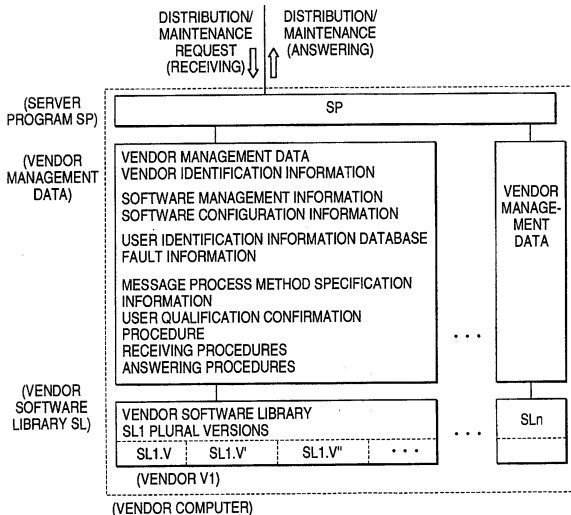 DISTRIBUTION/
MAINTENANCE
REQUEST
(RECEIVING)
DISTRIBUTION/
MAINTENANCE
(ANSWERING)
(SERVER
PROGRAM SP)
SP
(VENDOR
MANAGEMENT
DATA)
VENDOR MANAGEMENT DATA
VENDOR IDENTIFICATION INFORMATION
SOFTWARE MANAGEMENT INFORMATION
SOFTWARE CONFIGURATION INFORMATION
USER IDENTIFICATION INFORMATION DATABASE
FAULT INFORMATION
MESSAGE PROCESS METHOD SPECIFICATION
INFORMATION
USER QUALIFICATION CONFIRMATION
PROCEDURE
RECEIVING PROCEDURES
ANSWERING PROCEDURES
. . .
VENDOR
MANAGE-
MENT
DATA
(VENDOR
SOFTWARE
LIBRARY SL)
VENDOR SOFTWARE LIBRARY
SL1 PLURAL VERSIONS
SL1.V SL1.V' SL1.V" . . .
. . .
SLn
(VENDOR V1)
(VENDOR COMPUTER)